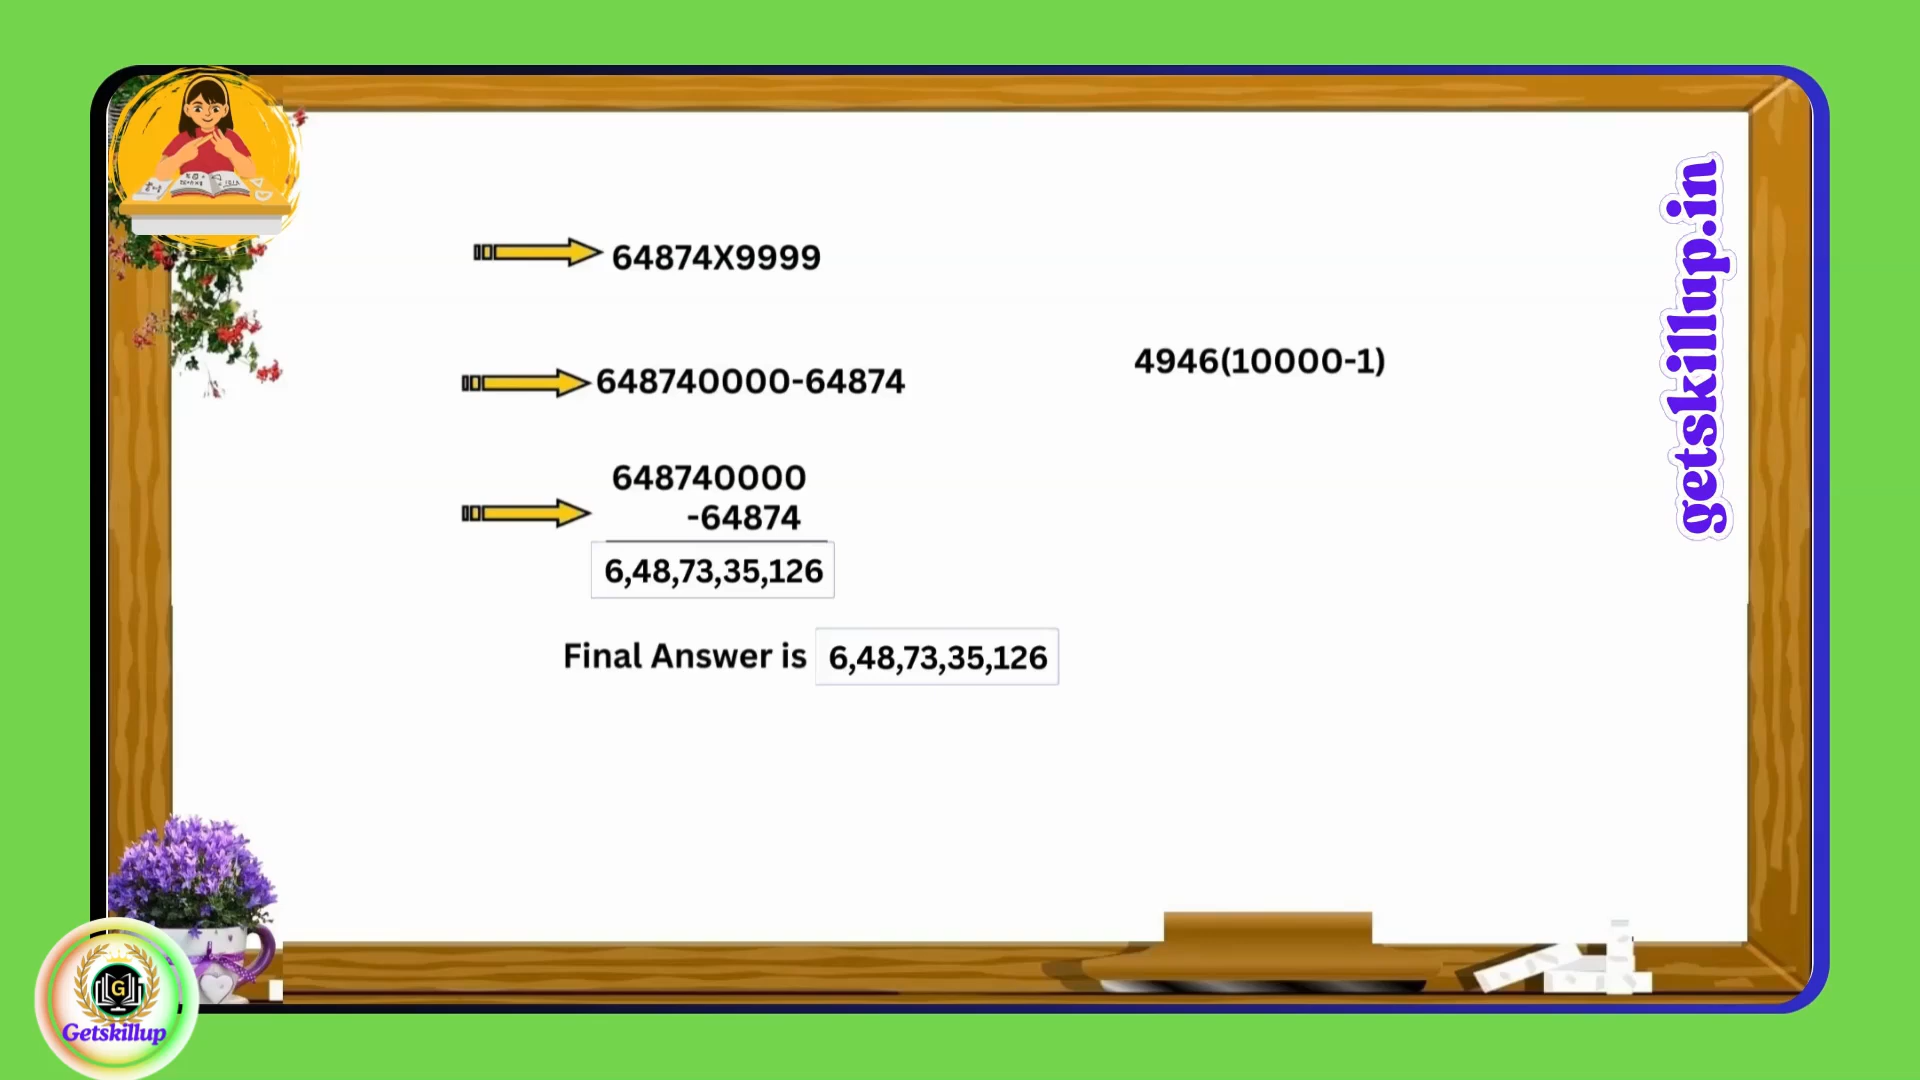 64874X9999
648740000-64874
4946(10000-1)
648740000
-64874
6,48,73,35,126
Final Answer is 6,48,73,35,126
getskillup.in
G
Getskillup